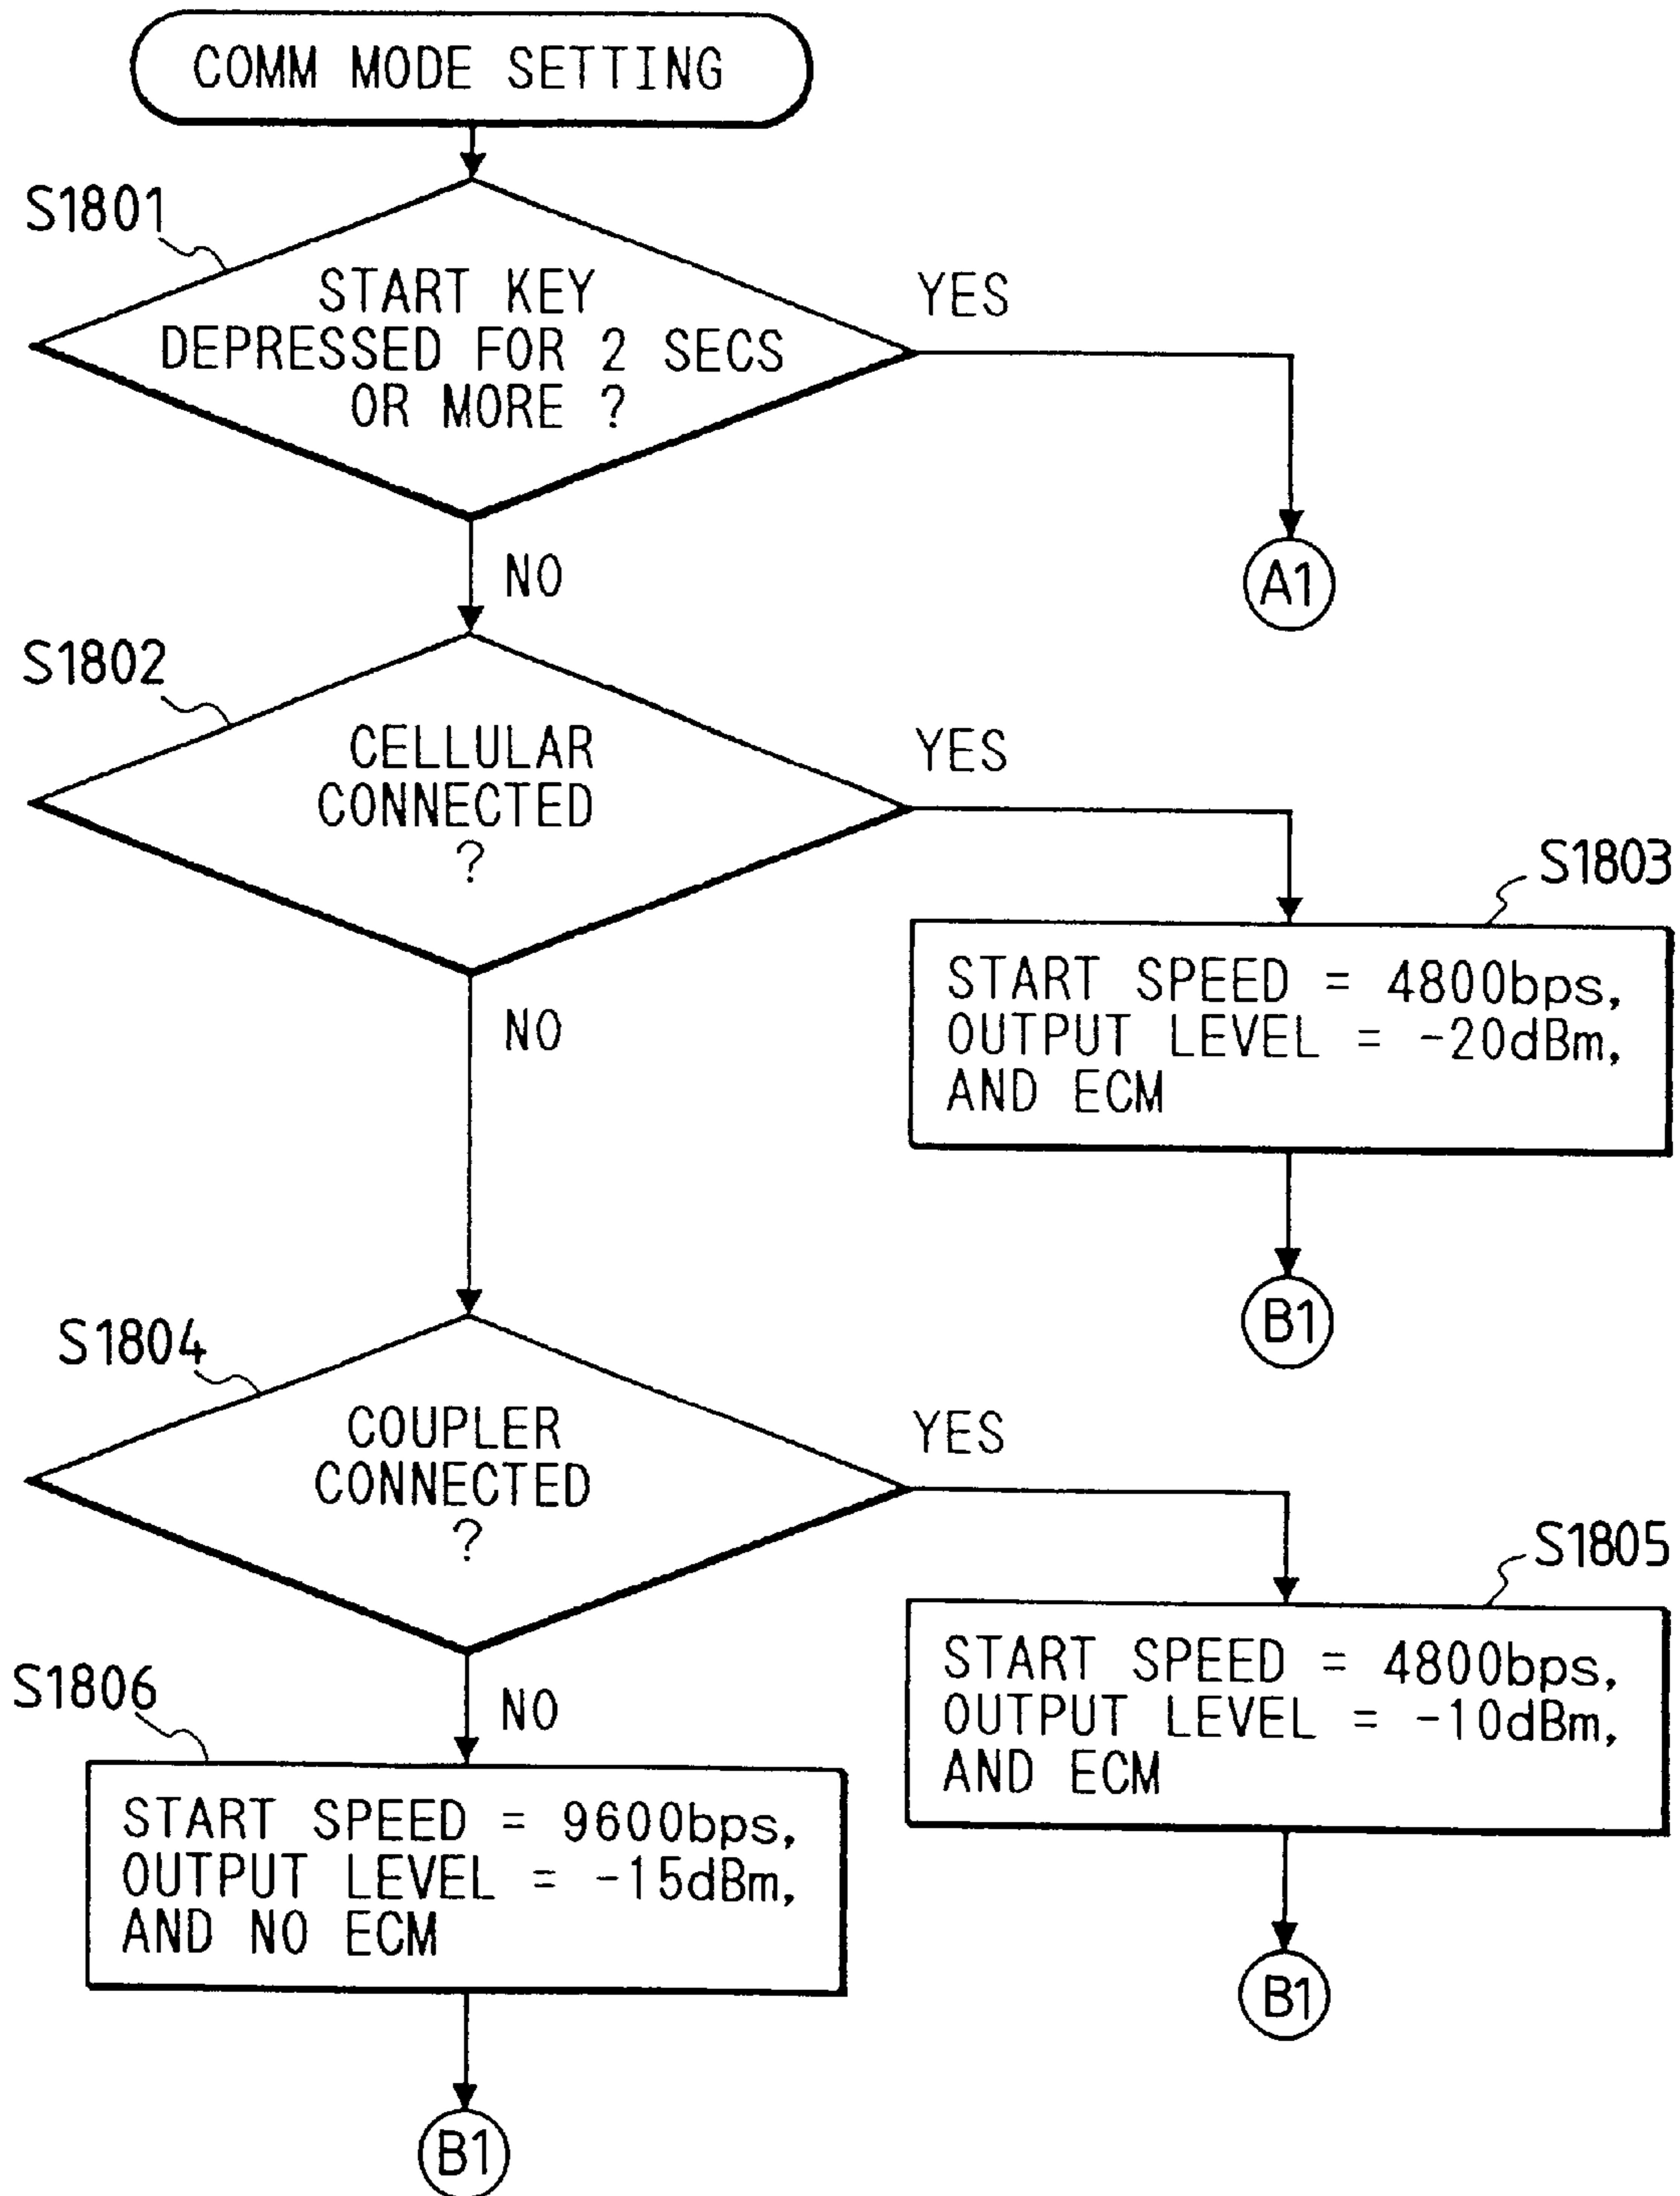 COMM MODE SETTING
S1801
START KEY
DEPRESSED FOR 2 SECS
OR MORE ?
YES
A1
NO
S1802
CELLULAR
CONNECTED
?
YES
S1803
START SPEED = 4800bps,
OUTPUT LEVEL = -20dBm,
AND ECM
B1
NO
S1804
COUPLER
CONNECTED
?
YES
S1805
START SPEED = 4800bps,
OUTPUT LEVEL = -10dBm,
AND ECM
B1
NO
S1806
START SPEED = 9600bps,
OUTPUT LEVEL = -15dBm,
AND NO ECM
B1